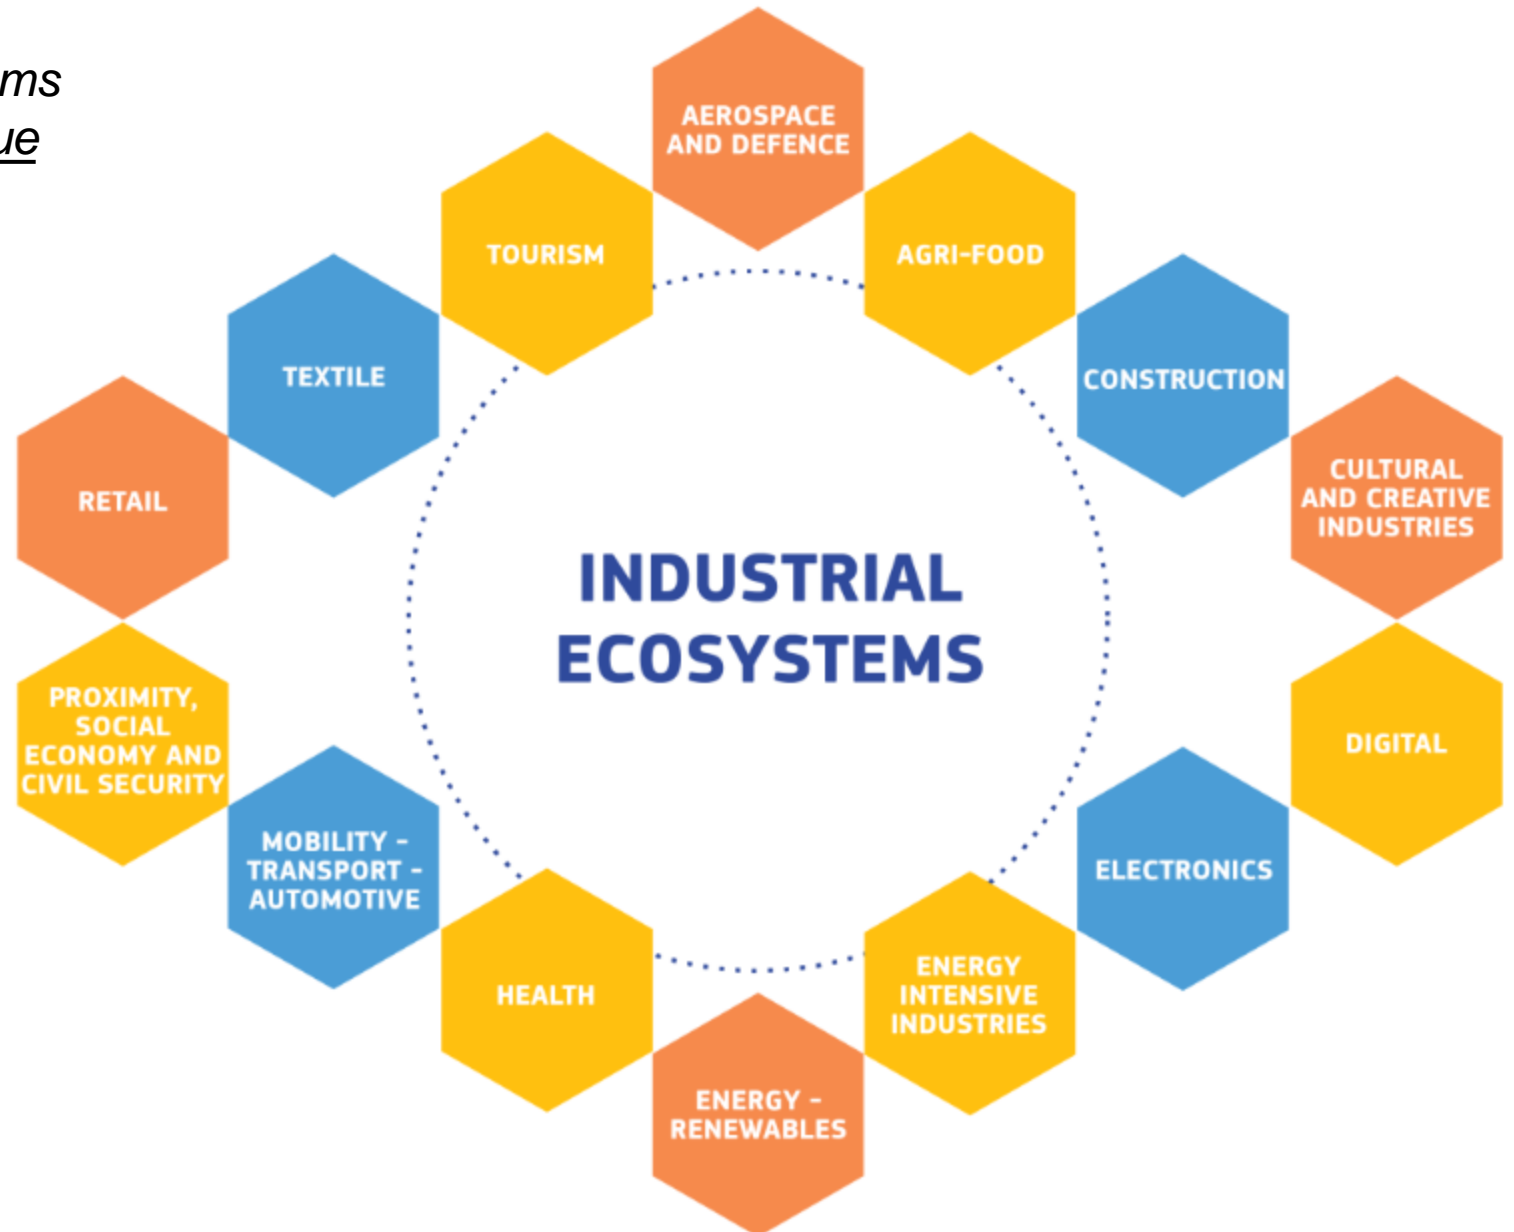 ms
ue
AEROSPACE
AND DEFENCE
TOURISM
AGRI-FOOD
TEXTILE
CONSTRUCTION
RETAIL
CULTURAL
AND CREATIVE
INDUSTRIES
INDUSTRIAL
ECOSYSTEMS
PROXIMITY,
SOCIAL
ECONOMY AND
CIVIL SECURITY
DIGITAL
MOBILITY -
TRANSPORT -
AUTOMOTIVE
ELECTRONICS
HEALTH
ENERGY
INTENSIVE
INDUSTRIES
ENERGY -
RENEWABLES